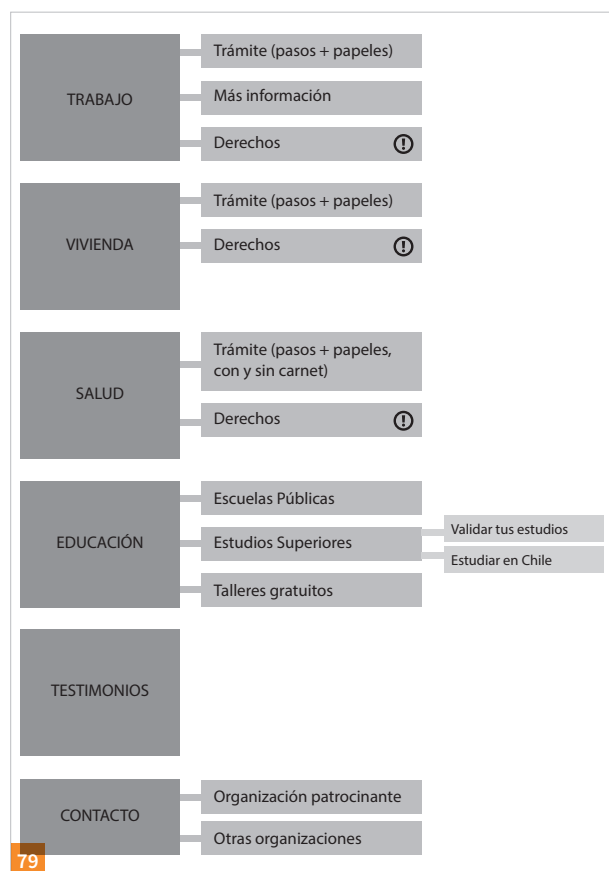 TRABAJO
Trámite (pasos + papeles)
Más información
Derechos
VIVIENDA
Trámite (pasos + papeles)
Derechos
SALUD
Trámite (pasos + papeles,
con y sin carnet)
Derechos
EDUCACIÓN
Escuelas Públicas
Estudios Superiores
Validar tus estudios
Estudiar en Chile
Talleres gratuitos
TESTIMONIOS
CONTACTO
Organización patrocinante
Otras organizaciones
79